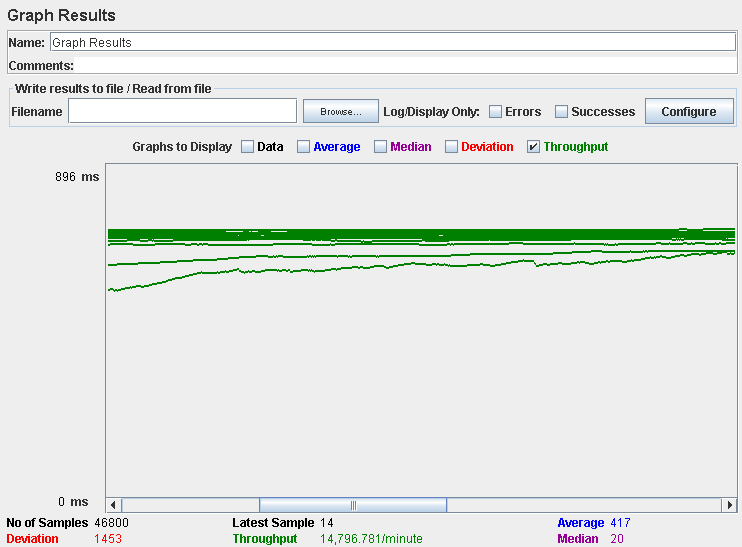 Graph Results
Name: Graph Results
Comments:
Write results to file / Read from file
Filename Browse... Log/Display Only: Errors Successes Configure
Graphs to Display Data Average Median Deviation Throughput
896 ms
0 ms
No of Samples 46800 Latest Sample 14 Average 417
Deviation 1453 Throughput 14,796.781/minute Median 20